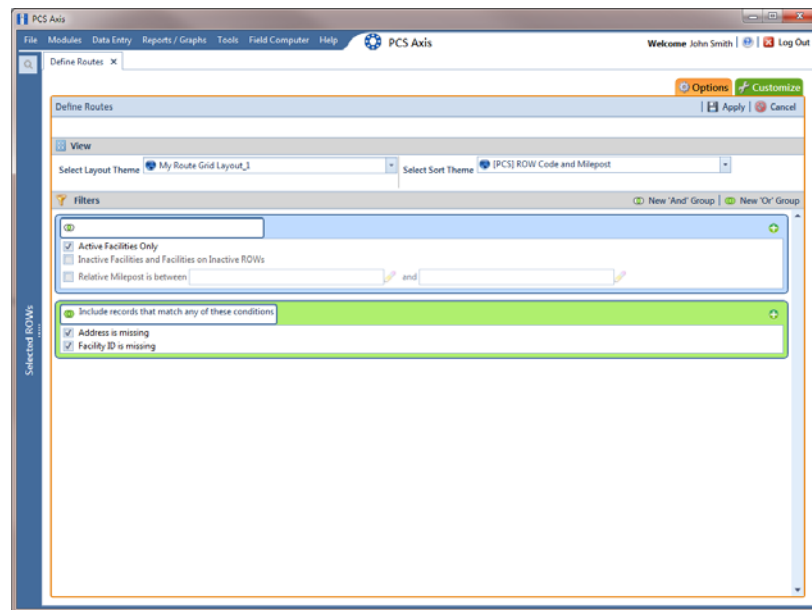 PCS Axis
File Modules Data Entry Reports / Graphs Tools Field Computer Help PCS Axis Welcome John Smith | Log Out
Define Routes X
Options Customize
Define Routes | Apply | Cancel
View
Select Layout Theme My Route Grid Layout_1 Select Sort Theme [PCS] ROW Code and Milepost
Filters New 'And' Group | New 'Or' Group
Active Facilities Only
Inactive Facilities and Facilities on Inactive ROWs
Relative Milepost is between and
Include records that match any of these conditions
Address is missing
Facility ID is missing
Selected ROWs